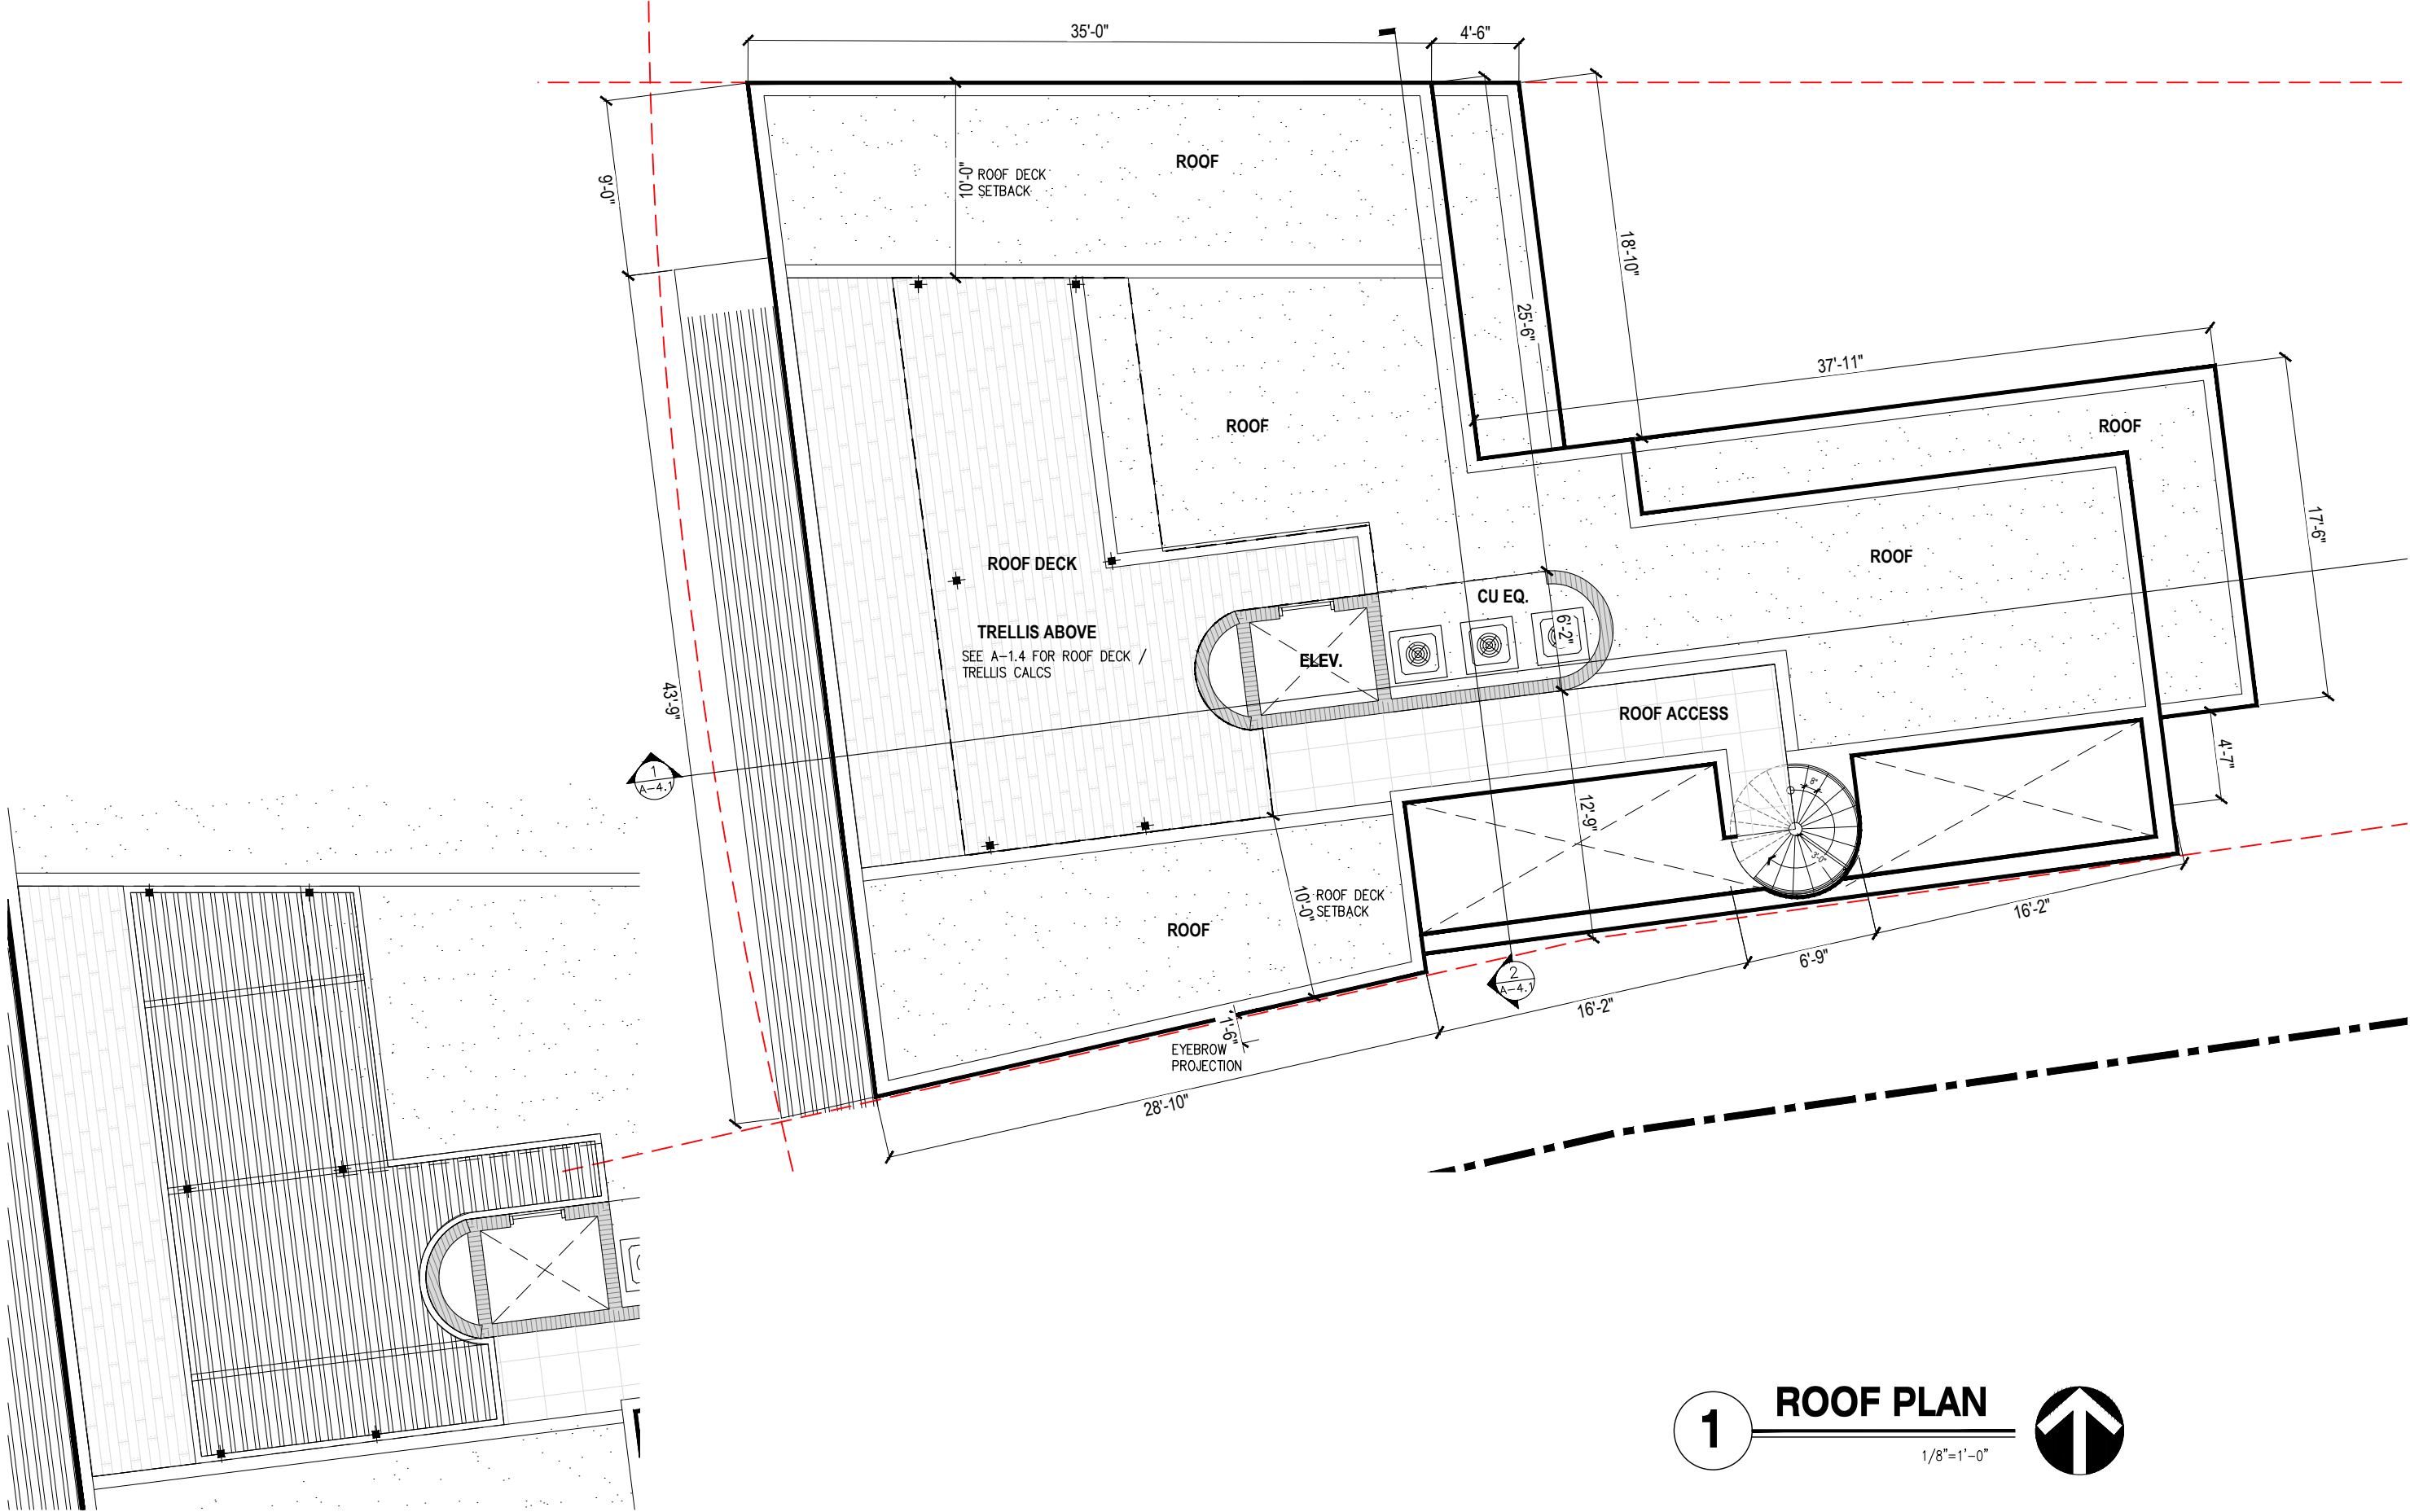 35'-0"
4'-6"
9'-0"
10'-0"
ROOF DECK
SETBACK
ROOF
18'-10"
25'-6"
37'-11"
ROOF
ROOF
17'-6"
ROOF DECK
ROOF
CU EQ.
6'-2"
TRELLIS ABOVE
SEE A-1.4 FOR ROOF DECK /
TRELLIS CALCS
ELEV.
43'-9"
ROOF ACCESS
4'-7"
1
A-4.1
8"
12'-9"
3'-0"
10'-0"
ROOF DECK
SETBACK
ROOF
16'-2"
6'-9"
2
A-4.1
16'-2"
1'-6"
EYEBROW
PROJECTION
28'-10"
1
ROOF PLAN
1/8"=1'-0"